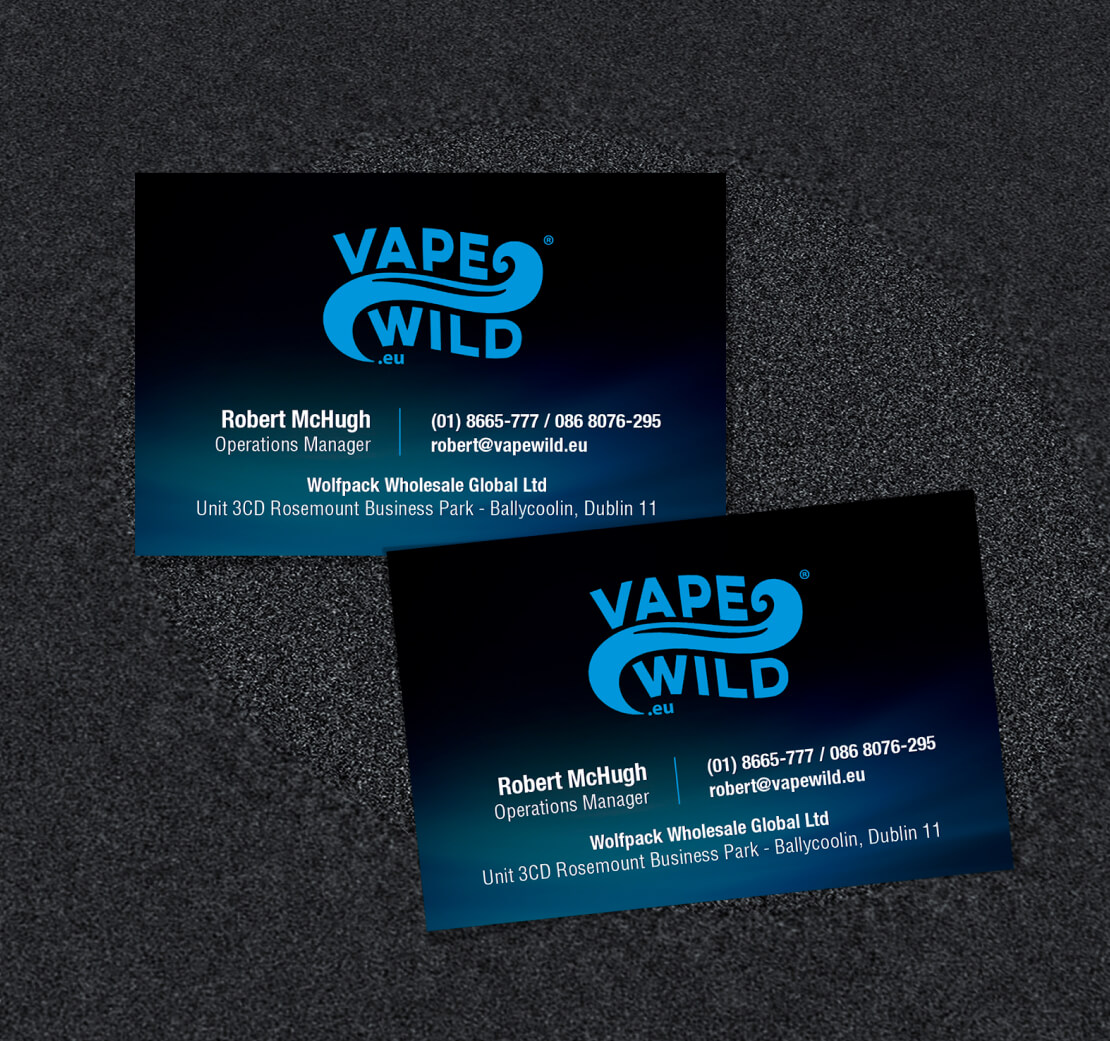 VAPE ®
WILD
.eu
Robert McHugh
Operations Manager
(01) 8665-777 / 086 8076-295
robert@vapewild.eu
Wolfpack Wholesale Global Ltd
Unit 3CD Rosemount Business Park - Ballycoolin, Dublin 11
VAPE ®
WILD
.eu
Robert McHugh
Operations Manager
(01) 8665-777 / 086 8076-295
robert@vapewild.eu
Wolfpack Wholesale Global Ltd
Unit 3CD Rosemount Business Park - Ballycoolin, Dublin 11